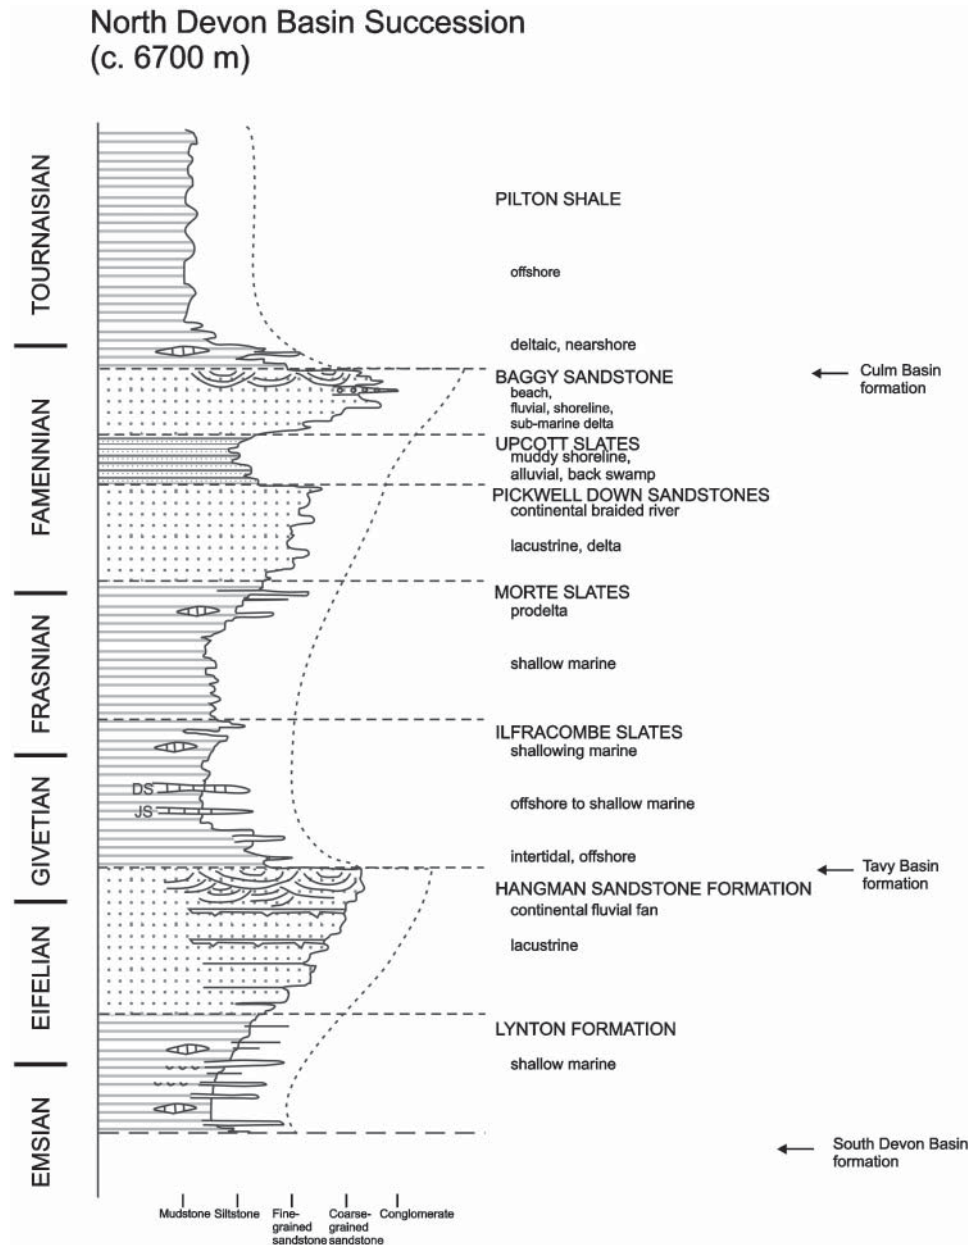 North Devon Basin Succession
(c. 6700 m)
TOURNAISIAN
FAMENNIAN
FRASNIAN
GIVETIAN
EIFELIAN
EMSIAN
PILTON SHALE
offshore
deltaic, nearshore
BAGGY SANDSTONE
beach,
fluvial, shoreline,
sub-marine delta
UPCOTT SLATES
muddy shoreline,
alluvial, back swamp
PICKWELL DOWN SANDSTONES
continental braided river
lacustrine, delta
MORTE SLATES
prodelta
shallow marine
ILFRACOMBE SLATES
shallowing marine
DS
offshore to shallow marine
JS
intertidal, offshore
HANGMAN SANDSTONE FORMATION
continental fluvial fan
lacustrine
LYNTON FORMATION
shallow marine
Culm Basin
formation
Tavy Basin
formation
South Devon Basin
formation
Mudstone
Siltstone
Fine-
grained
sandstone
Coarse-
grained
sandstone
Conglomerate